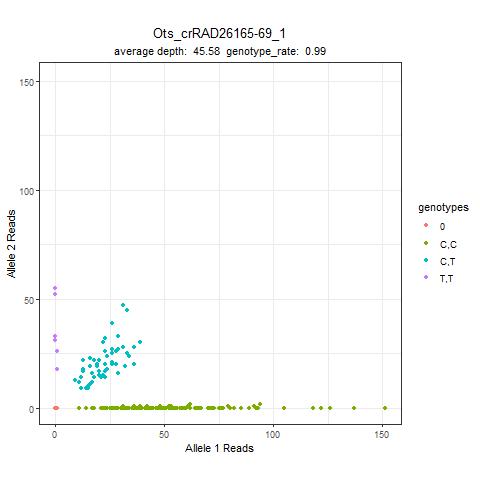 Ots_crRAD26165-69_1
average depth: 45.58 genotype_rate: 0.99
150
100
50
0
Allele 2 Reads
0 50 100 150
Allele 1 Reads
genotypes
0
C,C
C,T
T,T